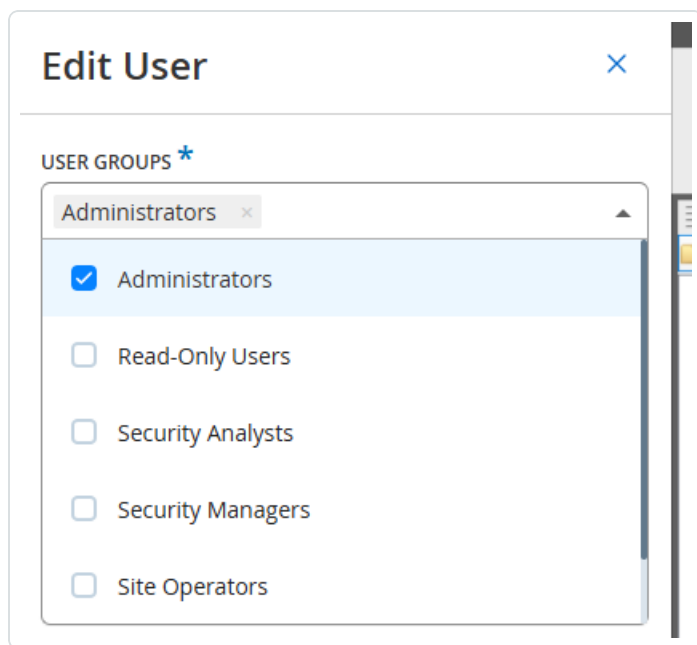 Edit User
USER GROUPS *
Administrators ×
Administrators
Read-Only Users
Security Analysts
Security Managers
Site Operators